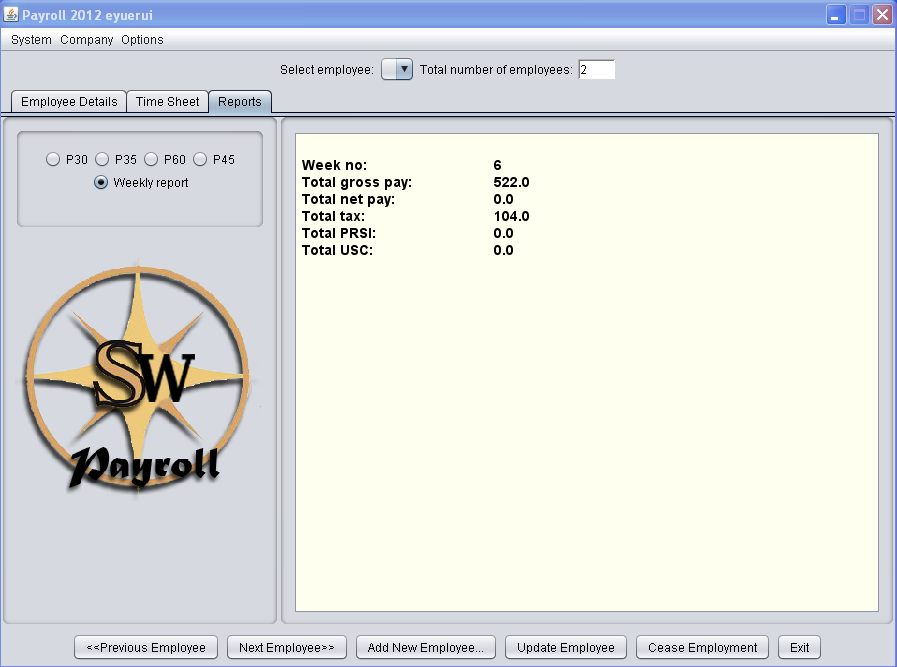 Payroll 2012 eyuerui
System Company Options
Select employee: Total number of employees: 2
Employee Details Time Sheet Reports
P30 P35 P60 P45
Weekly report
Week no: 6
Total gross pay: 522.0
Total net pay: 0.0
Total tax: 104.0
Total PRSI: 0.0
Total USC: 0.0
SW
Payroll
<<Previous Employee Next Employee>> Add New Employee... Update Employee Cease Employment Exit